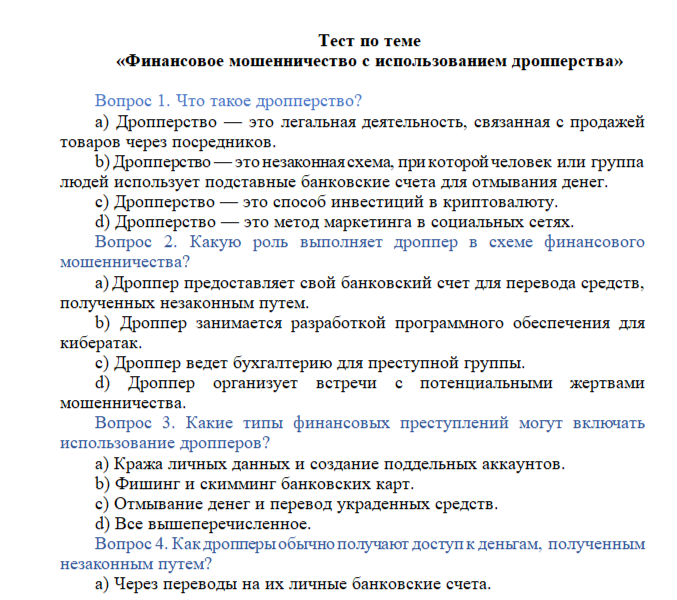 Тест по теме
«Финансовое мошенничество с использованием дропперства»
Вопрос 1. Что такое дропперство?
a) Дропперство — это легальная деятельность, связанная с продажей
товаров через посредников.
b) Дропперство — это незаконная схема, при которой человек или группа
людей использует подставные банковские счета для отмывания денег.
c) Дропперство — это способ инвестиций в криптовалюту.
d) Дропперство — это метод маркетинга в социальных сетях.
Вопрос 2. Какую роль выполняет дроппер в схеме финансового
мошенничества?
a) Дроппер предоставляет свой банковский счет для перевода средств,
полученных незаконным путем.
b) Дроппер занимается разработкой программного обеспечения для
кибератак.
c) Дроппер ведет бухгалтерию для преступной группы.
d) Дроппер организует встречи с потенциальными жертвами
мошенничества.
Вопрос 3. Какие типы финансовых преступлений могут включать
использование дропперов?
a) Кража личных данных и создание поддельных аккаунтов.
b) Фишинг и скимминг банковских карт.
c) Отмывание денег и перевод украденных средств.
d) Все вышеперечисленное.
Вопрос 4. Как дропперы обычно получают доступ к деньгам, полученным
незаконным путем?
a) Через переводы на их личные банковские счета.